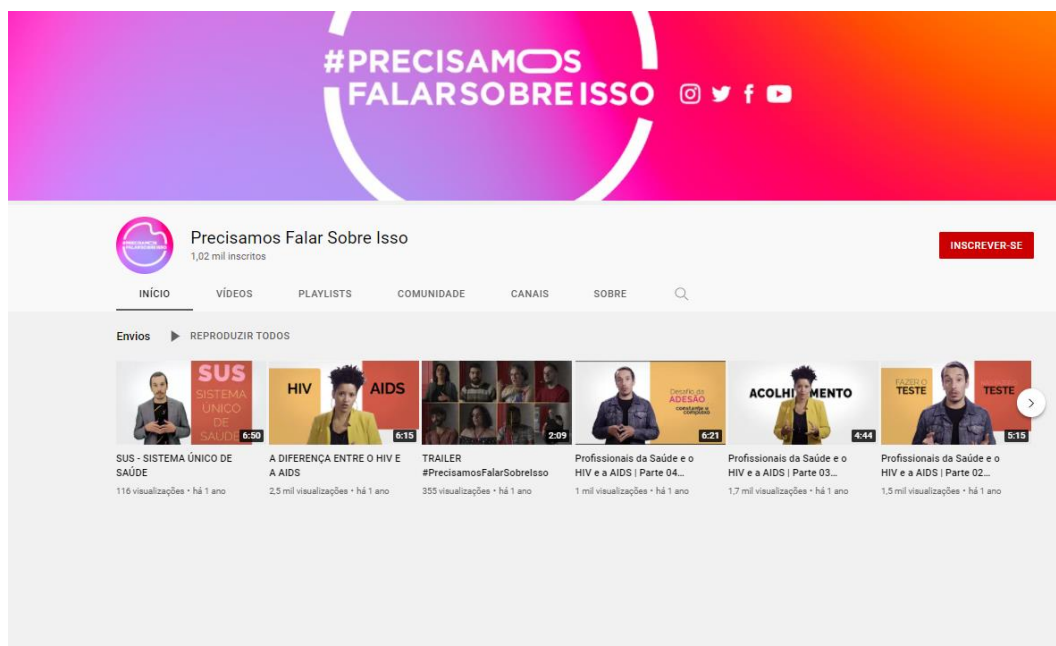 #PRECISAMOS
FALARSOBREISSO
Precisamos Falar Sobre Isso
1,02 mil inscritos
INSCREVER-SE
INÍCIO VÍDEOS PLAYLISTS COMUNIDADE CANAIS SOBRE
Envios REPRODUZIR TODOS
SUS
SISTEMA
ÚNICO
DE
SAÚDE
6:50
HIV AIDS
6:15
2:09
Desafio da
ADESÃO
constante e
complexo
6:21
ACOLHIMENTO
4:44
FAZER O
TESTE
TESTE
5:15
SUS - SISTEMA ÚNICO DE
SAÚDE
116 visualizações • há 1 ano
A DIFERENÇA ENTRE O HIV E
A AIDS
2,5 mil visualizações • há 1 ano
TRAILER
#PrecisamosFalarSobreIsso
355 visualizações • há 1 ano
Profissionais da Saúde e o
HIV e a AIDS | Parte 04...
1 mil visualizações • há 1 ano
Profissionais da Saúde e o
HIV e a AIDS | Parte 03...
1,7 mil visualizações • há 1 ano
Profissionais da Saúde e o
HIV e a AIDS | Parte 02...
1,5 mil visualizações • há 1 ano